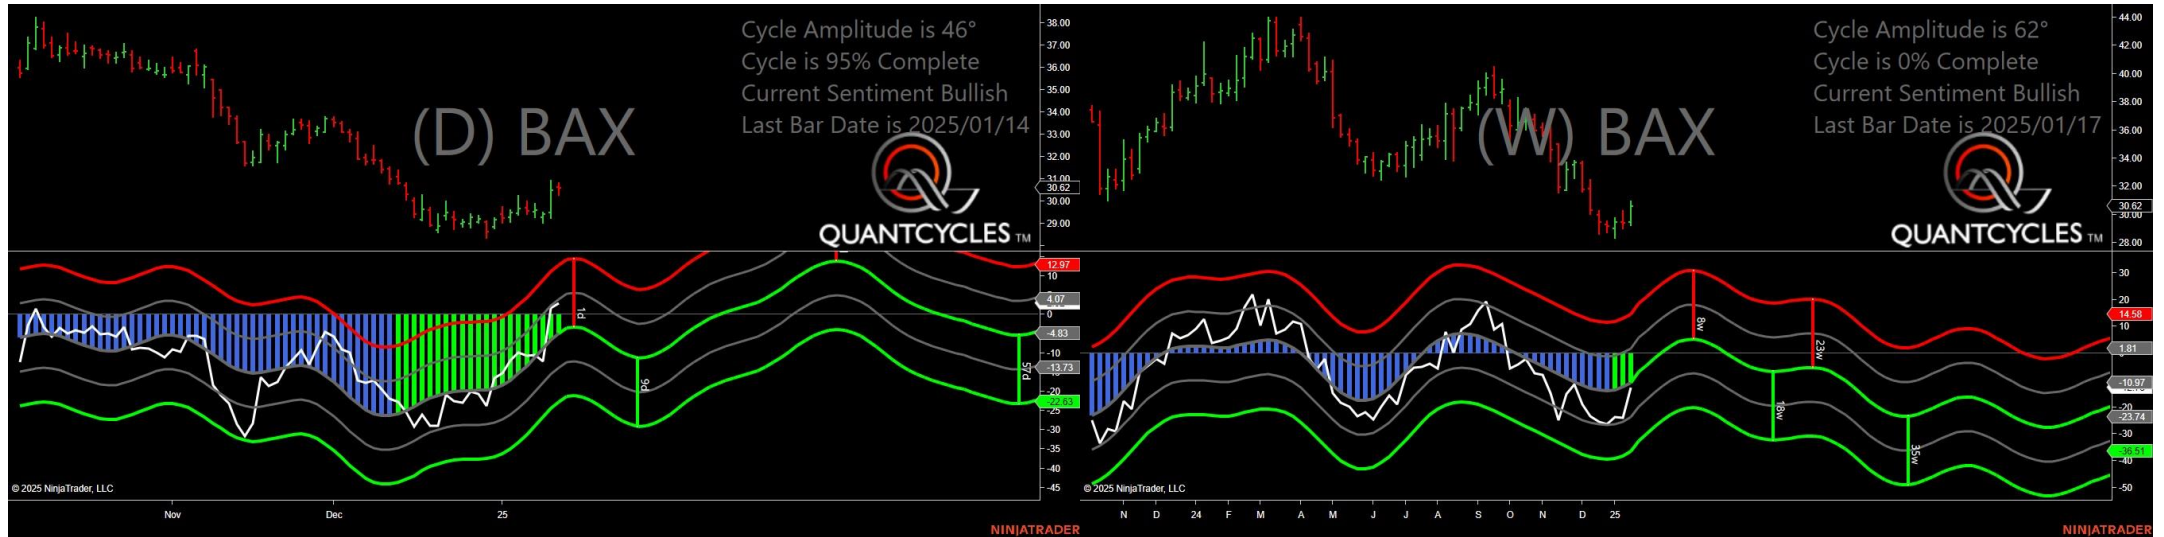 Cycle Amplitude is 46°
Cycle is 95% Complete
Current Sentiment Bullish
Last Bar Date is 2025/01/14
(D) BAX
QUANTCYCLES TM
38.00
37.00
36.00
35.00
34.00
33.00
32.00
31.00
30.62
30.00
29.00
12.97
10
5
4.07
0
-4.83
-10
-13.73
-20
-22.63
-25
-30
-35
-40
-45
1d
9d
57d
© 2025 NinjaTrader, LLC
Nov
Dec
25
NINJATRADER
Cycle Amplitude is 62°
Cycle is 0% Complete
Current Sentiment Bullish
Last Bar Date is 2025/01/17
(W) BAX
QUANTCYCLES TM
44.00
42.00
40.00
38.00
36.00
34.00
32.00
30.62
30.00
28.00
30
20
14.58
10
1.81
-10.97
-20
-23.74
-30
-36.51
-40
-50
8w
18w
23w
35w
© 2025 NinjaTrader, LLC
N D 24 F M A M J J A S O N D 25
NINJATRADER